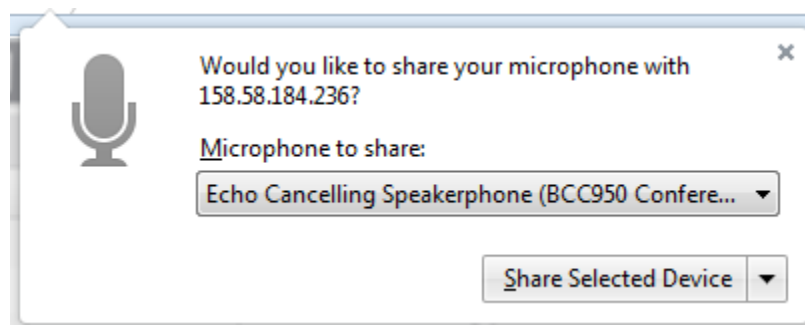 Would you like to share your microphone with
158.58.184.236?
Microphone to share:
Echo Cancelling Speakerphone (BCC950 Confere...
Share Selected Device